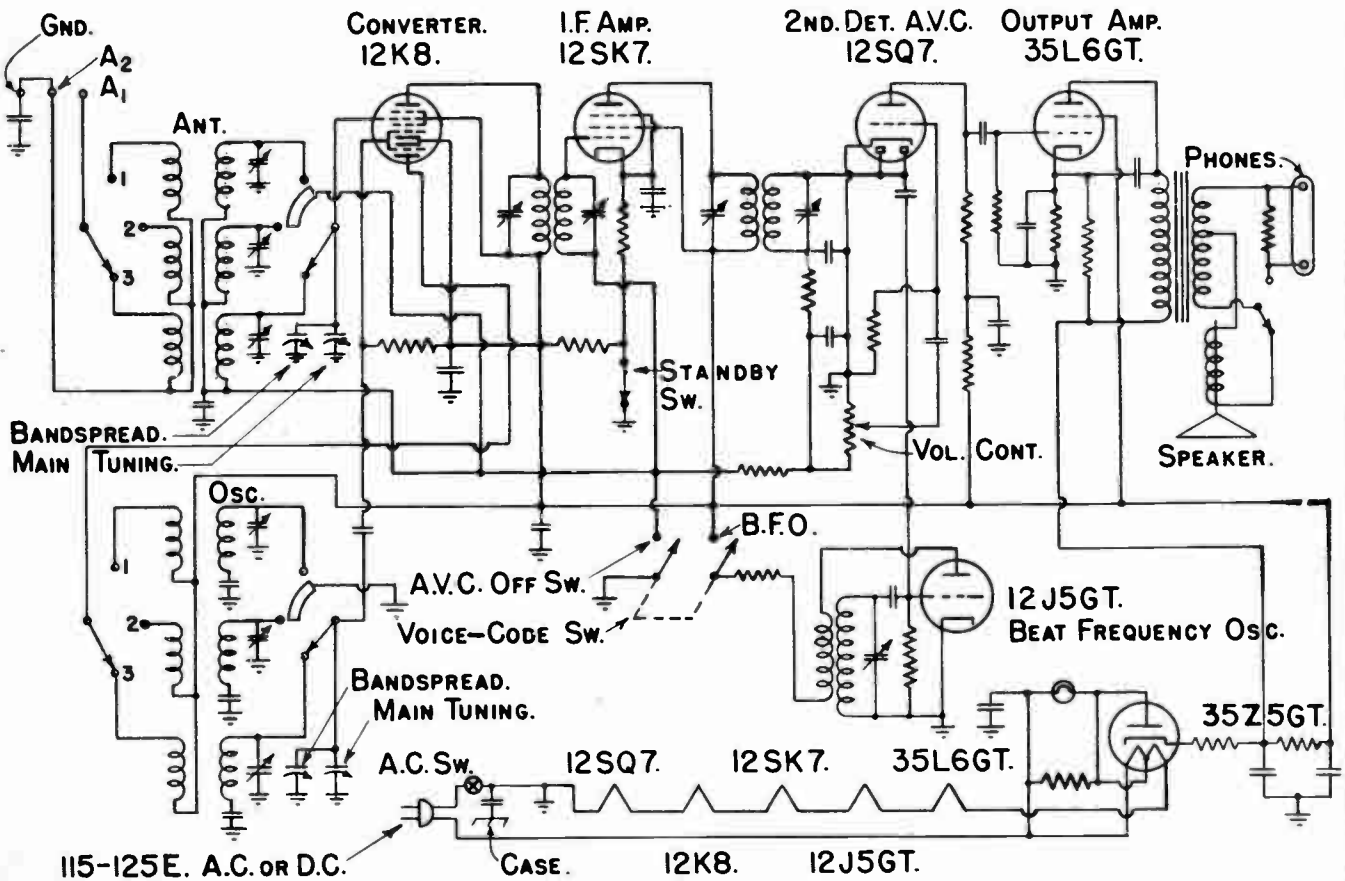 GND.
A2
A1
CONVERTER.
12K8.
I.F. AMP.
12SK7.
2ND. DET. A.V.C.
12SQ7.
OUTPUT AMP.
35L6GT.
ANT.
1
2
3
PHONES.
STANDBY
SW.
BANDSPREAD.
MAIN TUNING.
VOL. CONT.
SPEAKER.
OSC.
1
2
3
B.F.O.
A.V.C. OFF SW.
VOICE-CODE SW.
12J5GT.
BEAT FREQUENCY OSC.
BANDSPREAD.
MAIN TUNING.
35Z5GT.
A.C. SW.
12SQ7.
12SK7.
35L6GT.
115-125E. A.C. OR D.C.
CASE.
12K8.
12J5GT.